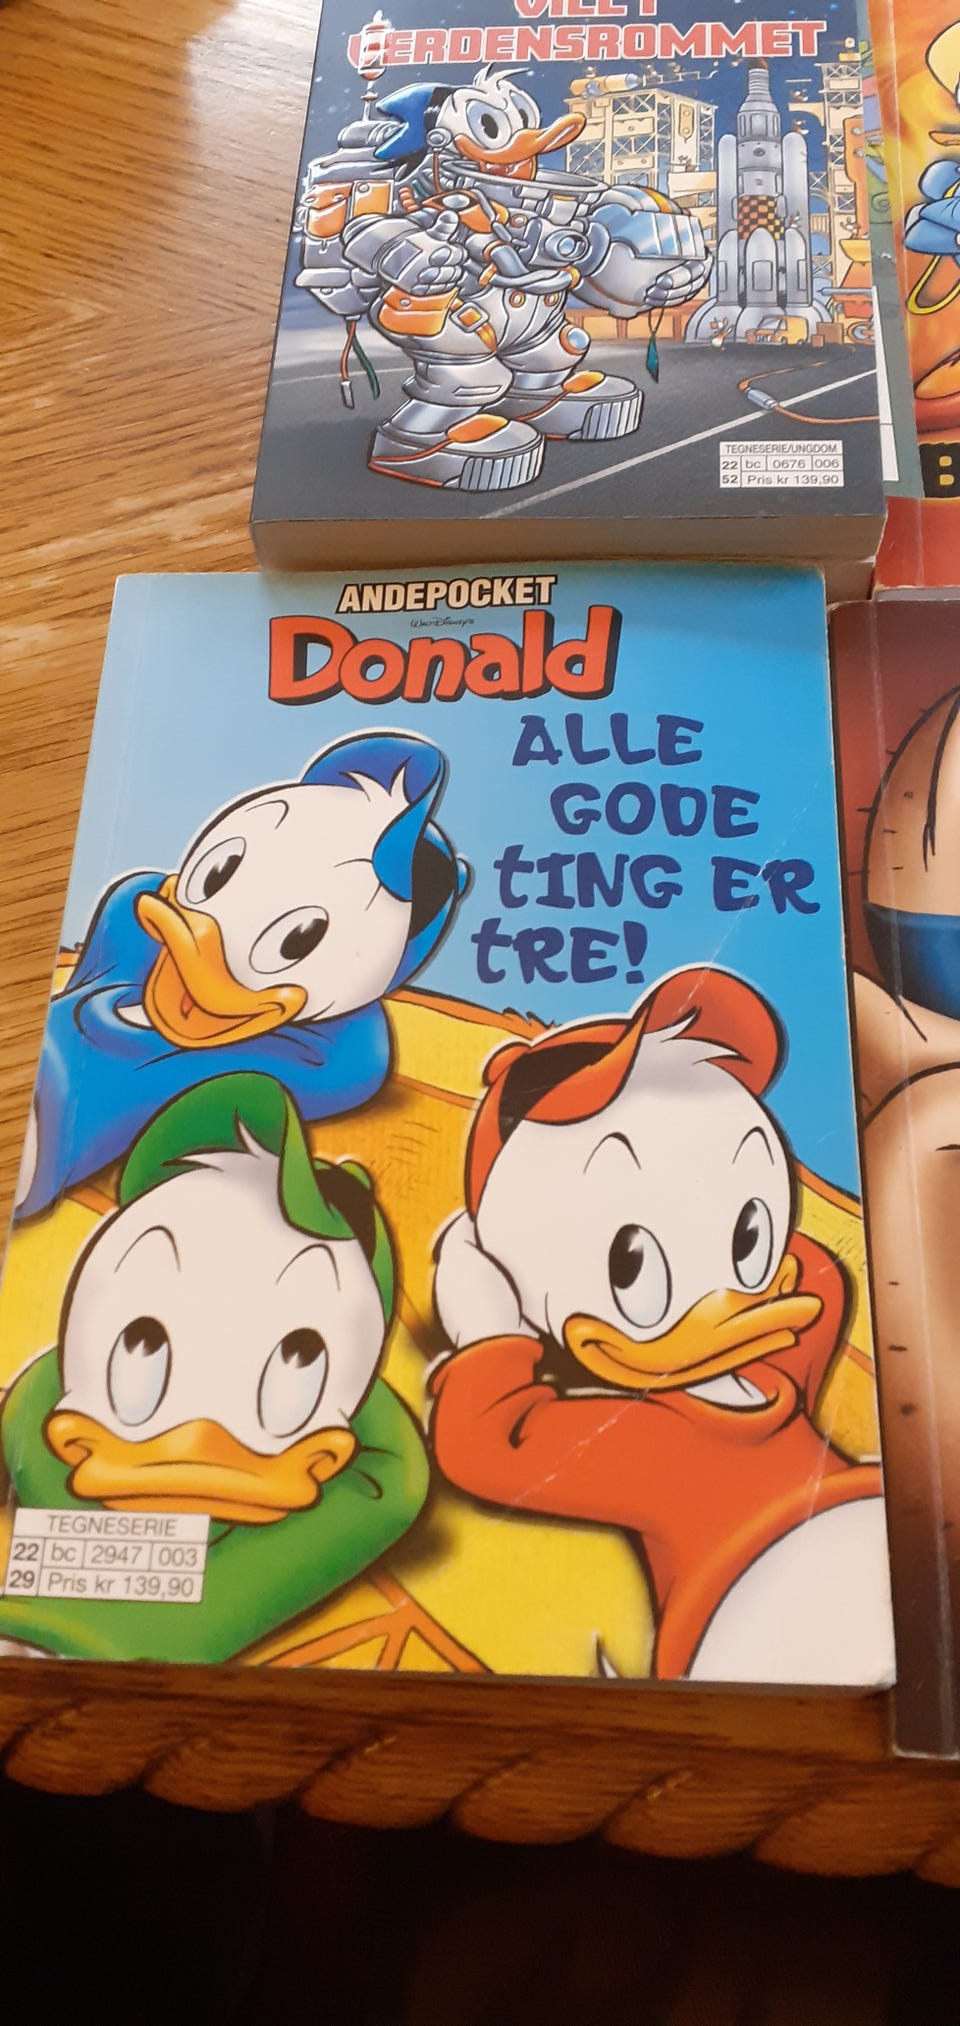 VERDENSROMMET
TEGNESERIE/UNGDOM
22 bc 0676 006
52 Pris kr 139,90
B
ANDEPOCKET
Walt Disney's
Donald
ALLE
GODE
tING ER
tRE!
TEGNESERIE
22 bc 2947 003
29 Pris kr 139,90